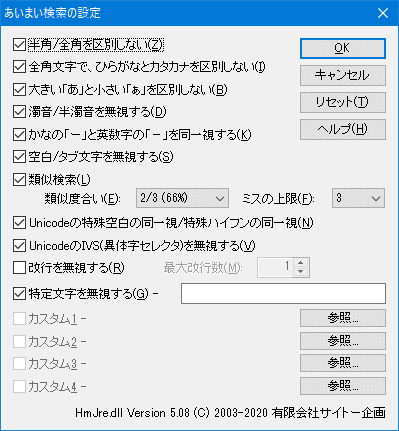 あいまい検索の設定
半角/全角を区別しない(Z)
OK
全角文字で、ひらがなとカタカナを区別しない(I)
キャンセル
大きい「あ」と小さい「ぁ」を区別しない(B)
リセット(T)
濁音/半濁音を無視する(D)
ヘルプ(H)
かなの「ー」と英数字の「－」を同一視する(K)
空白/タブ文字を無視する(S)
類似検索(L)
類似度合い(E): 2/3 (66%) ミスの上限(F): 3
Unicodeの特殊空白の同一視/特殊ハイフンの同一視(N)
UnicodeのIVS(異体字セレクタ)を無視する(V)
改行を無視する(R) 最大改行数(M): 1
特定文字を無視する(G) -
カスタム1 - 参照...
カスタム2 - 参照...
カスタム3 - 参照...
カスタム4 - 参照...
HmJre.dll Version 5.08 (C) 2003-2020 有限会社サイトー企画